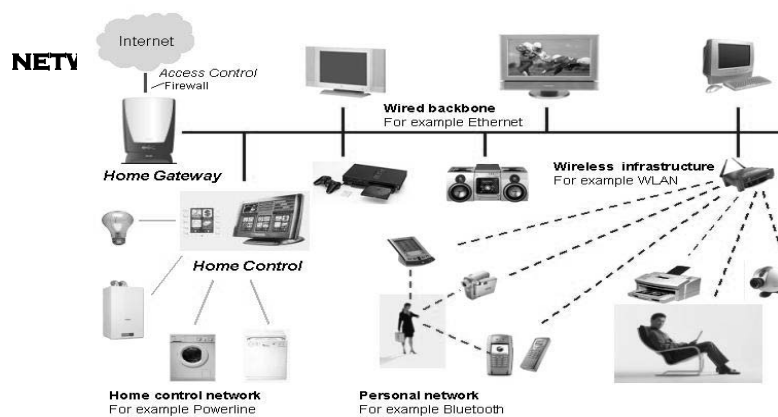 Internet
Access Control
Firewall
Wired backbone
For example Ethernet
Home Gateway
Wireless infrastructure
For example WLAN
Home Control
Home control network
For example Powerline
Personal network
For example Bluetooth